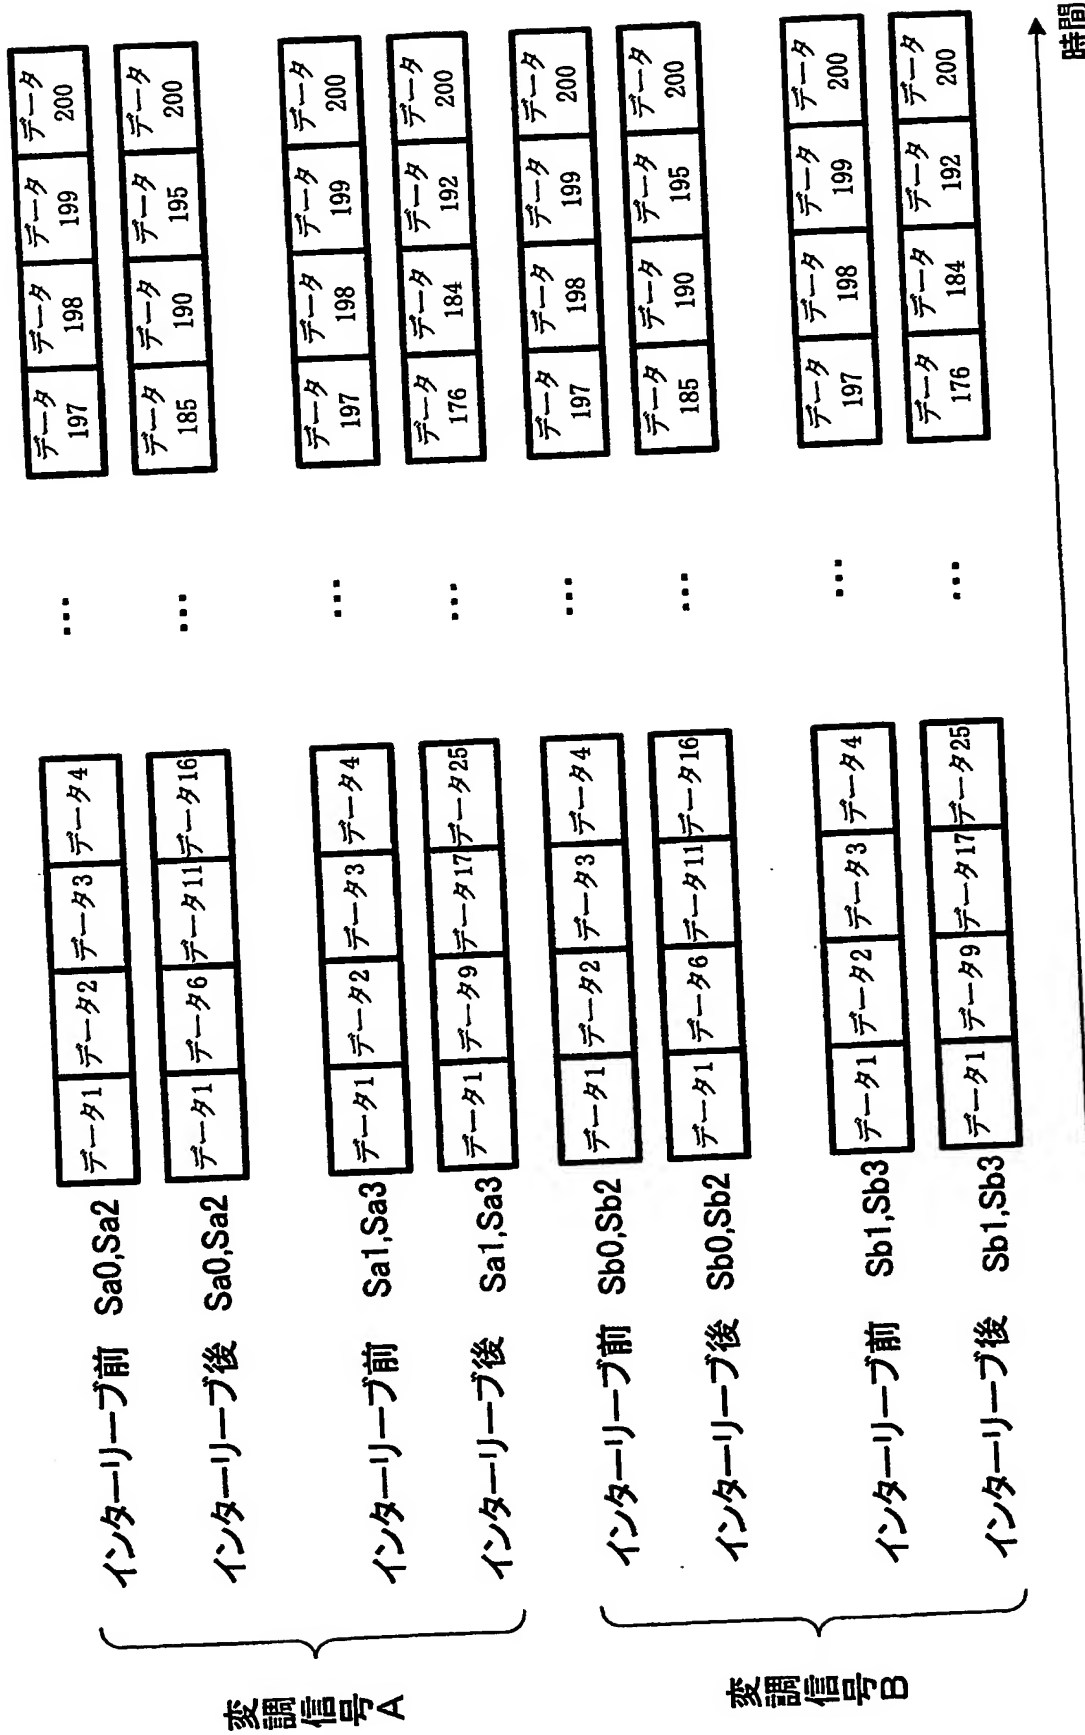 変調信号A
インターリーブ前 Sa0,Sa2 データ1 データ2 データ3 データ4 … データ197 データ198 データ199 データ200
インターリーブ後 Sa0,Sa2 データ1 データ6 データ11 データ16 … データ185 データ190 データ195 データ200
インターリーブ前 Sa1,Sa3 データ1 データ2 データ3 データ4 … データ197 データ198 データ199 データ200
インターリーブ後 Sa1,Sa3 データ1 データ9 データ17 データ25 … データ176 データ184 データ192 データ200
変調信号B
インターリーブ前 Sb0,Sb2 データ1 データ2 データ3 データ4 … データ197 データ198 データ199 データ200
インターリーブ後 Sb0,Sb2 データ1 データ6 データ11 データ16 … データ185 データ190 データ195 データ200
インターリーブ前 Sb1,Sb3 データ1 データ2 データ3 データ4 … データ197 データ198 データ199 データ200
インターリーブ後 Sb1,Sb3 データ1 データ9 データ17 データ25 … データ176 データ184 データ192 データ200
時間